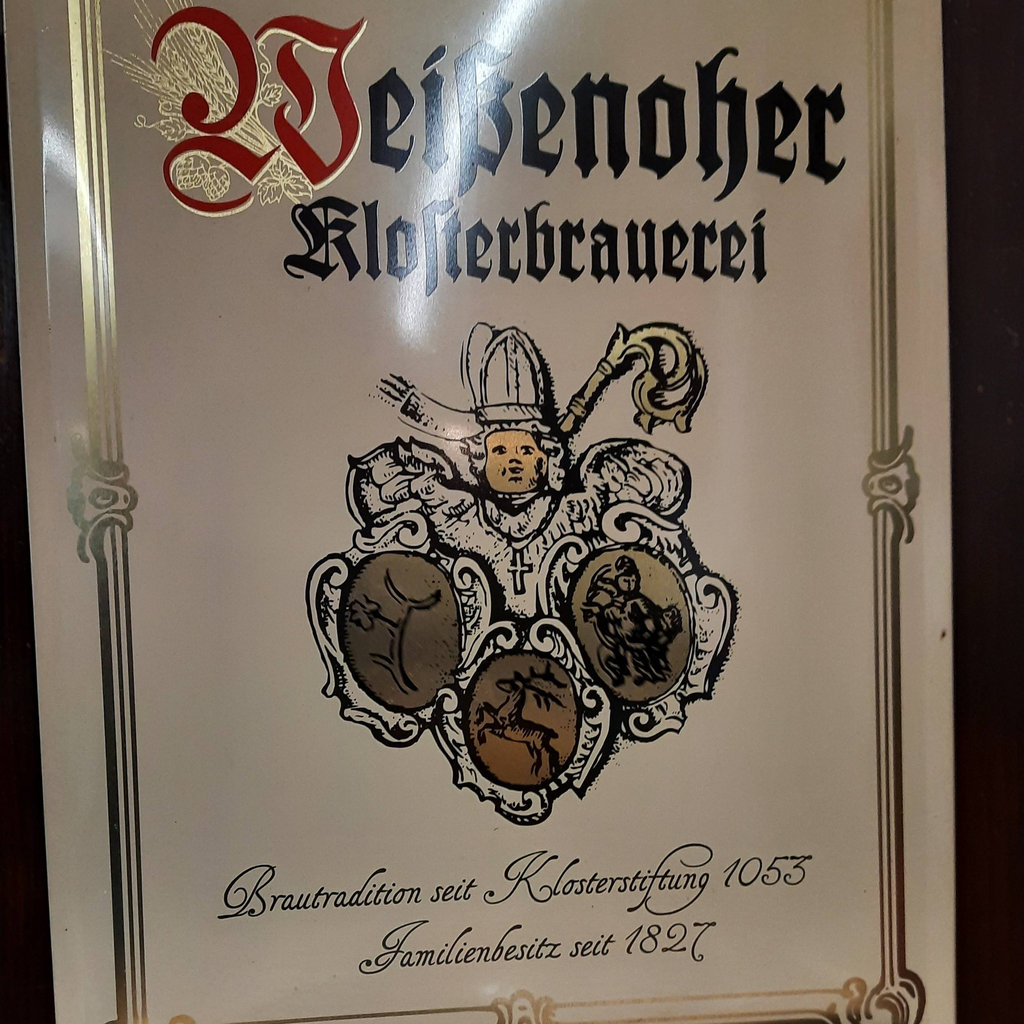 Weißenoher
Klosterbrauerei
Brautradition seit Klosterstiftung 1053
Familienbesitz seit 1827